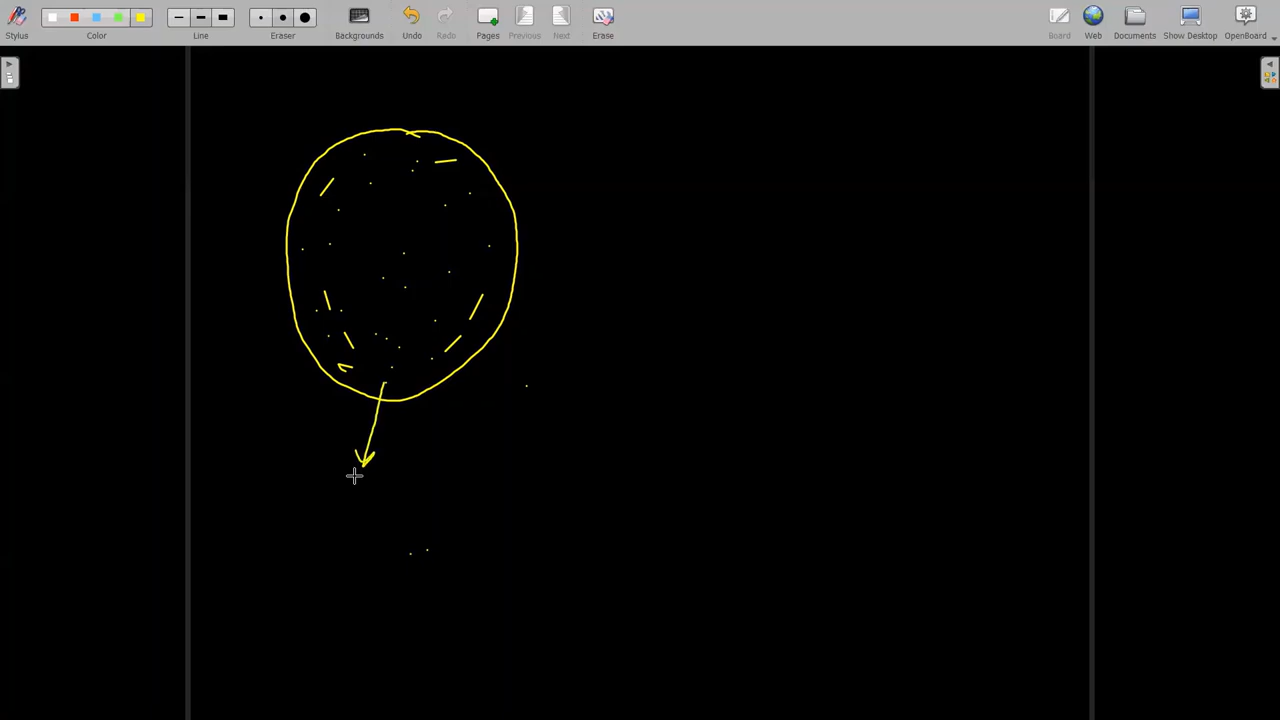 Stylus
Color
Line
Eraser
Backgrounds
Undo
Redo
Pages
Previous
Next
Erase
Board
Web
Documents
Show Desktop
OpenBoard